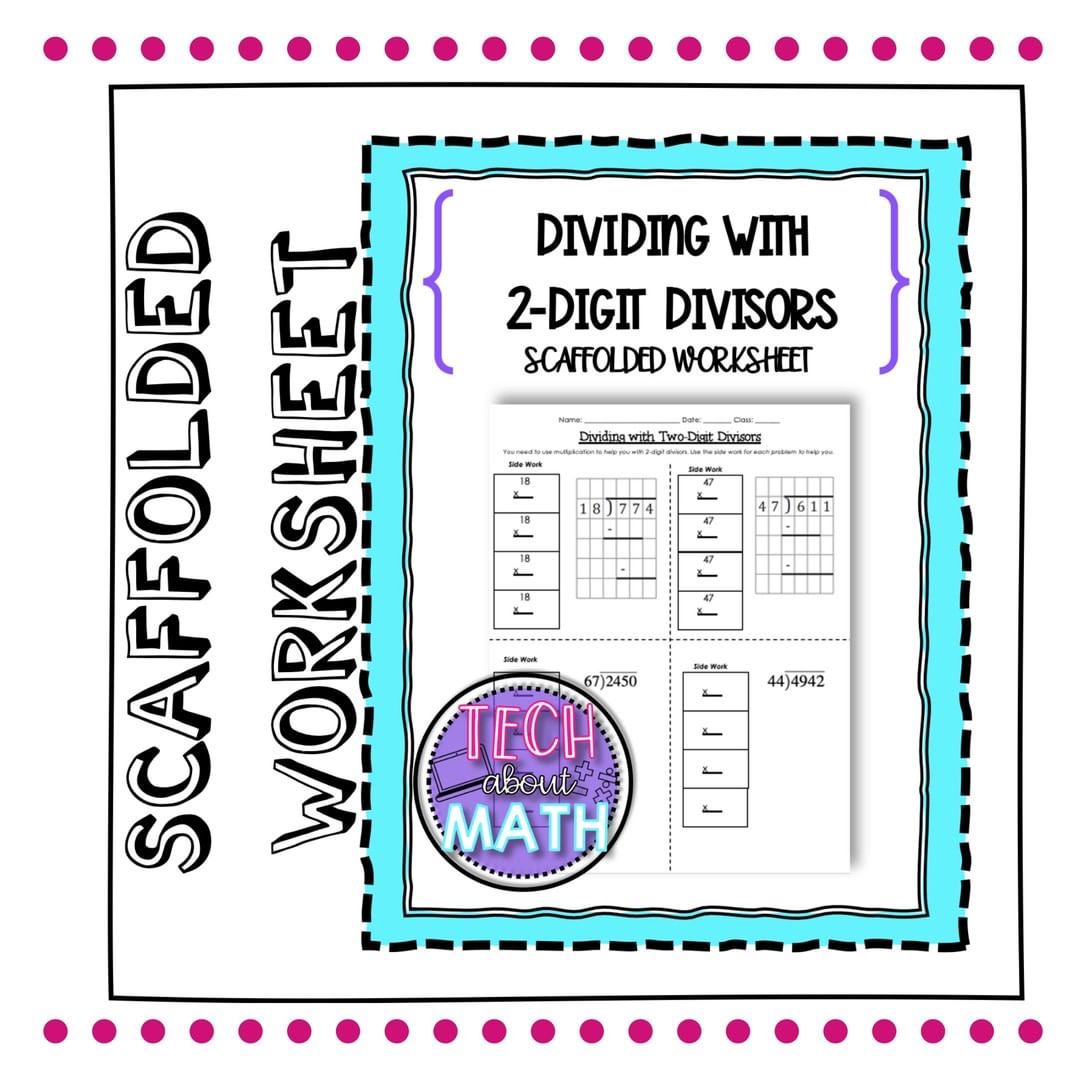 SCAFFOLDED
WORKSHEET
DIVIDING WITH
2-DIGIT DIVISORS
SCAFFOLDED WORKSHEET
Name: ____________________ Date: ______ Class: _____
Dividing with Two-Digit Divisors
You need to use multiplication to help you with 2-digit divisors. Use the side work for each problem to help you.
Side Work
18
x
18
x
18
x
18
x
18)774
-
-
Side Work
47
x
47
x
47
x
47
x
47)611
-
-
Side Work
67)2450
Side Work
x
x
x
x
44)4942
TECH
about
MATH